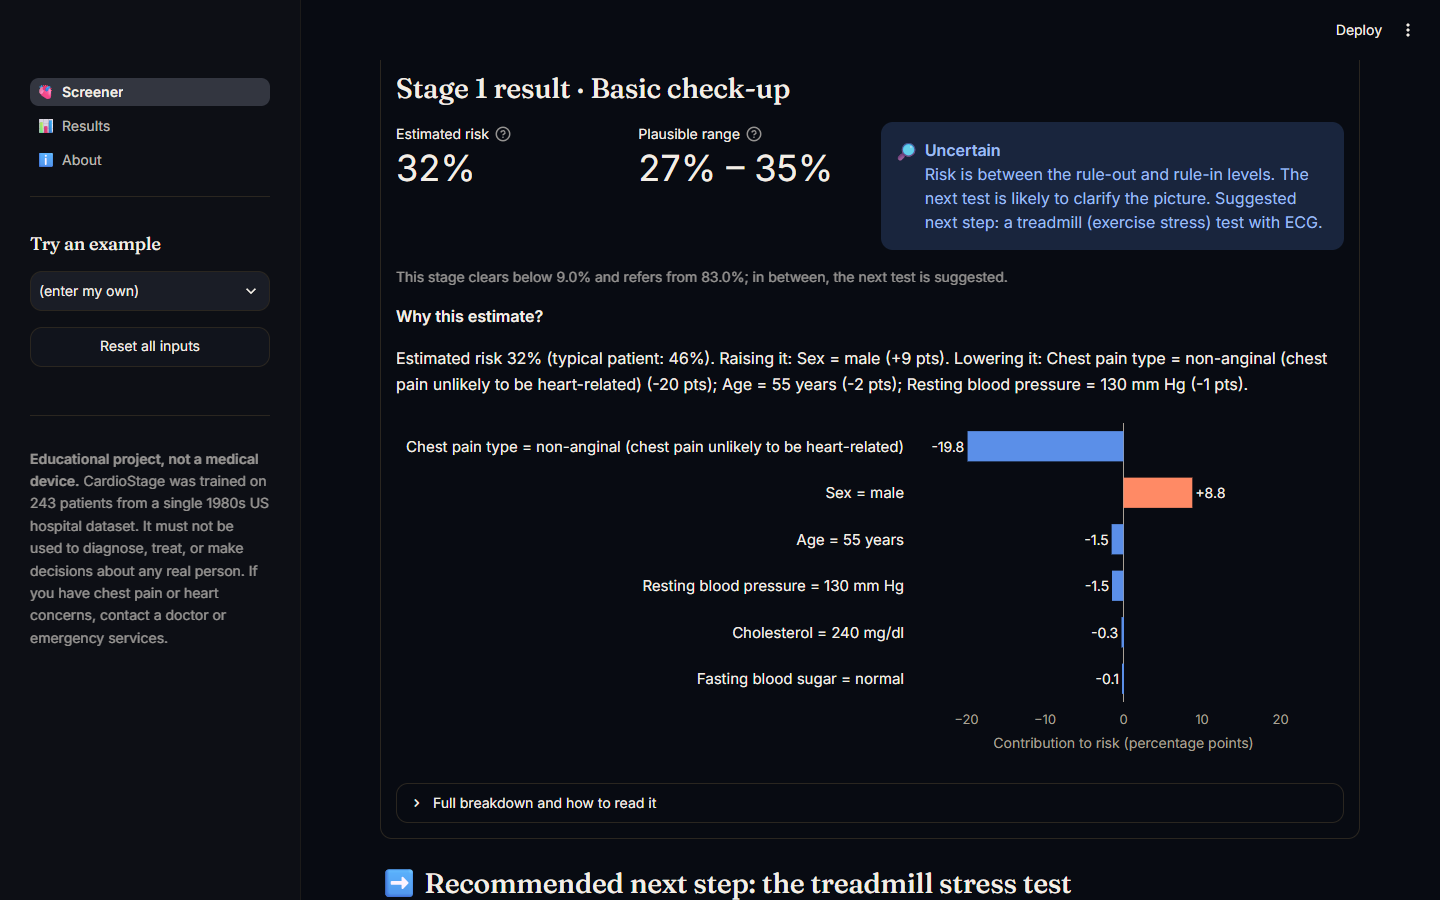 Deploy
Screener
Results
About
Try an example
(enter my own)
Reset all inputs
Educational project, not a medical
device. CardioStage was trained on
243 patients from a single 1980s US
hospital dataset. It must not be
used to diagnose, treat, or make
decisions about any real person. If
you have chest pain or heart
concerns, contact a doctor or
emergency services.
Stage 1 result · Basic check-up
Estimated risk
32%
Plausible range
27% – 35%
Uncertain
Risk is between the rule-out and rule-in levels. The
next test is likely to clarify the picture. Suggested
next step: a treadmill (exercise stress) test with ECG.
This stage clears below 9.0% and refers from 83.0%; in between, the next test is suggested.
Why this estimate?
Estimated risk 32% (typical patient: 46%). Raising it: Sex = male (+9 pts). Lowering it: Chest pain type = non-anginal (chest
pain unlikely to be heart-related) (-20 pts); Age = 55 years (-2 pts); Resting blood pressure = 130 mm Hg (-1 pts).
Chest pain type = non-anginal (chest pain unlikely to be heart-related) -19.8
Sex = male +8.8
Age = 55 years -1.5
Resting blood pressure = 130 mm Hg -1.5
Cholesterol = 240 mg/dl -0.3
Fasting blood sugar = normal -0.1
−20 −10 0 10 20
Contribution to risk (percentage points)
Full breakdown and how to read it
Recommended next step: the treadmill stress test